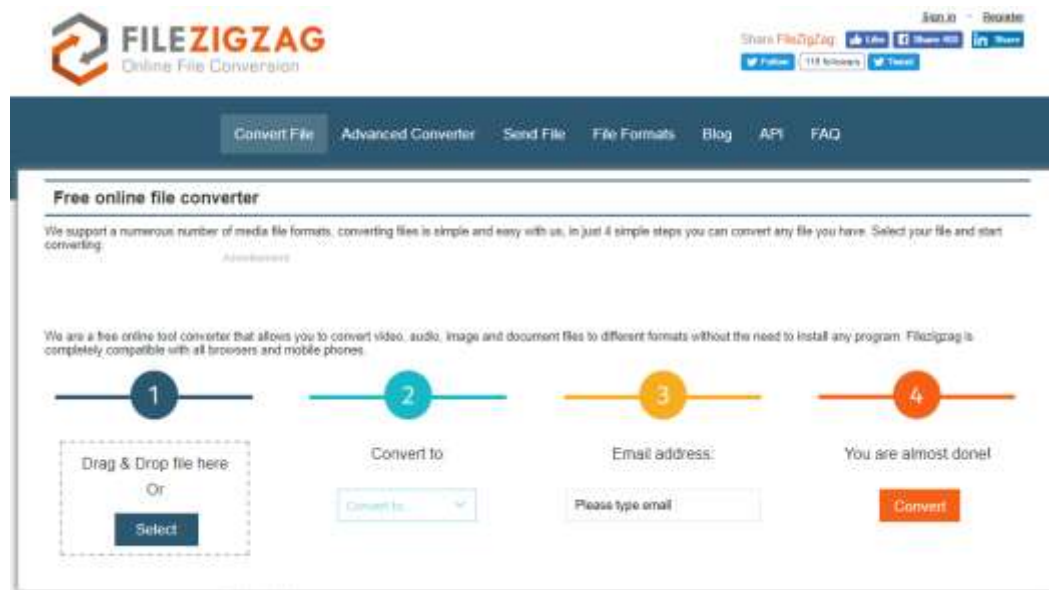 FILEZIGZAG
Online File Conversion
Sign in - Register
Share FileZigZag: Like Share 903 Share
Follow 118 followers Tweet
Convert File Advanced Converter Send File File Formats Blog API FAQ
Free online file converter
We support a numerous number of media file formats, converting files is simple and easy with us, in just 4 simple steps you can convert any file you have. Select your file and start
converting.
Advertisement
We are a free online tool converter that allows you to convert video, audio, image and document files to different formats without the need to install any program. Filezigzag is
completely compatible with all browsers and mobile phones.
1 2 3 4
Drag & Drop file here
Or
Select
Convert to
Convert to...
Email address:
Please type email
You are almost done!
Convert